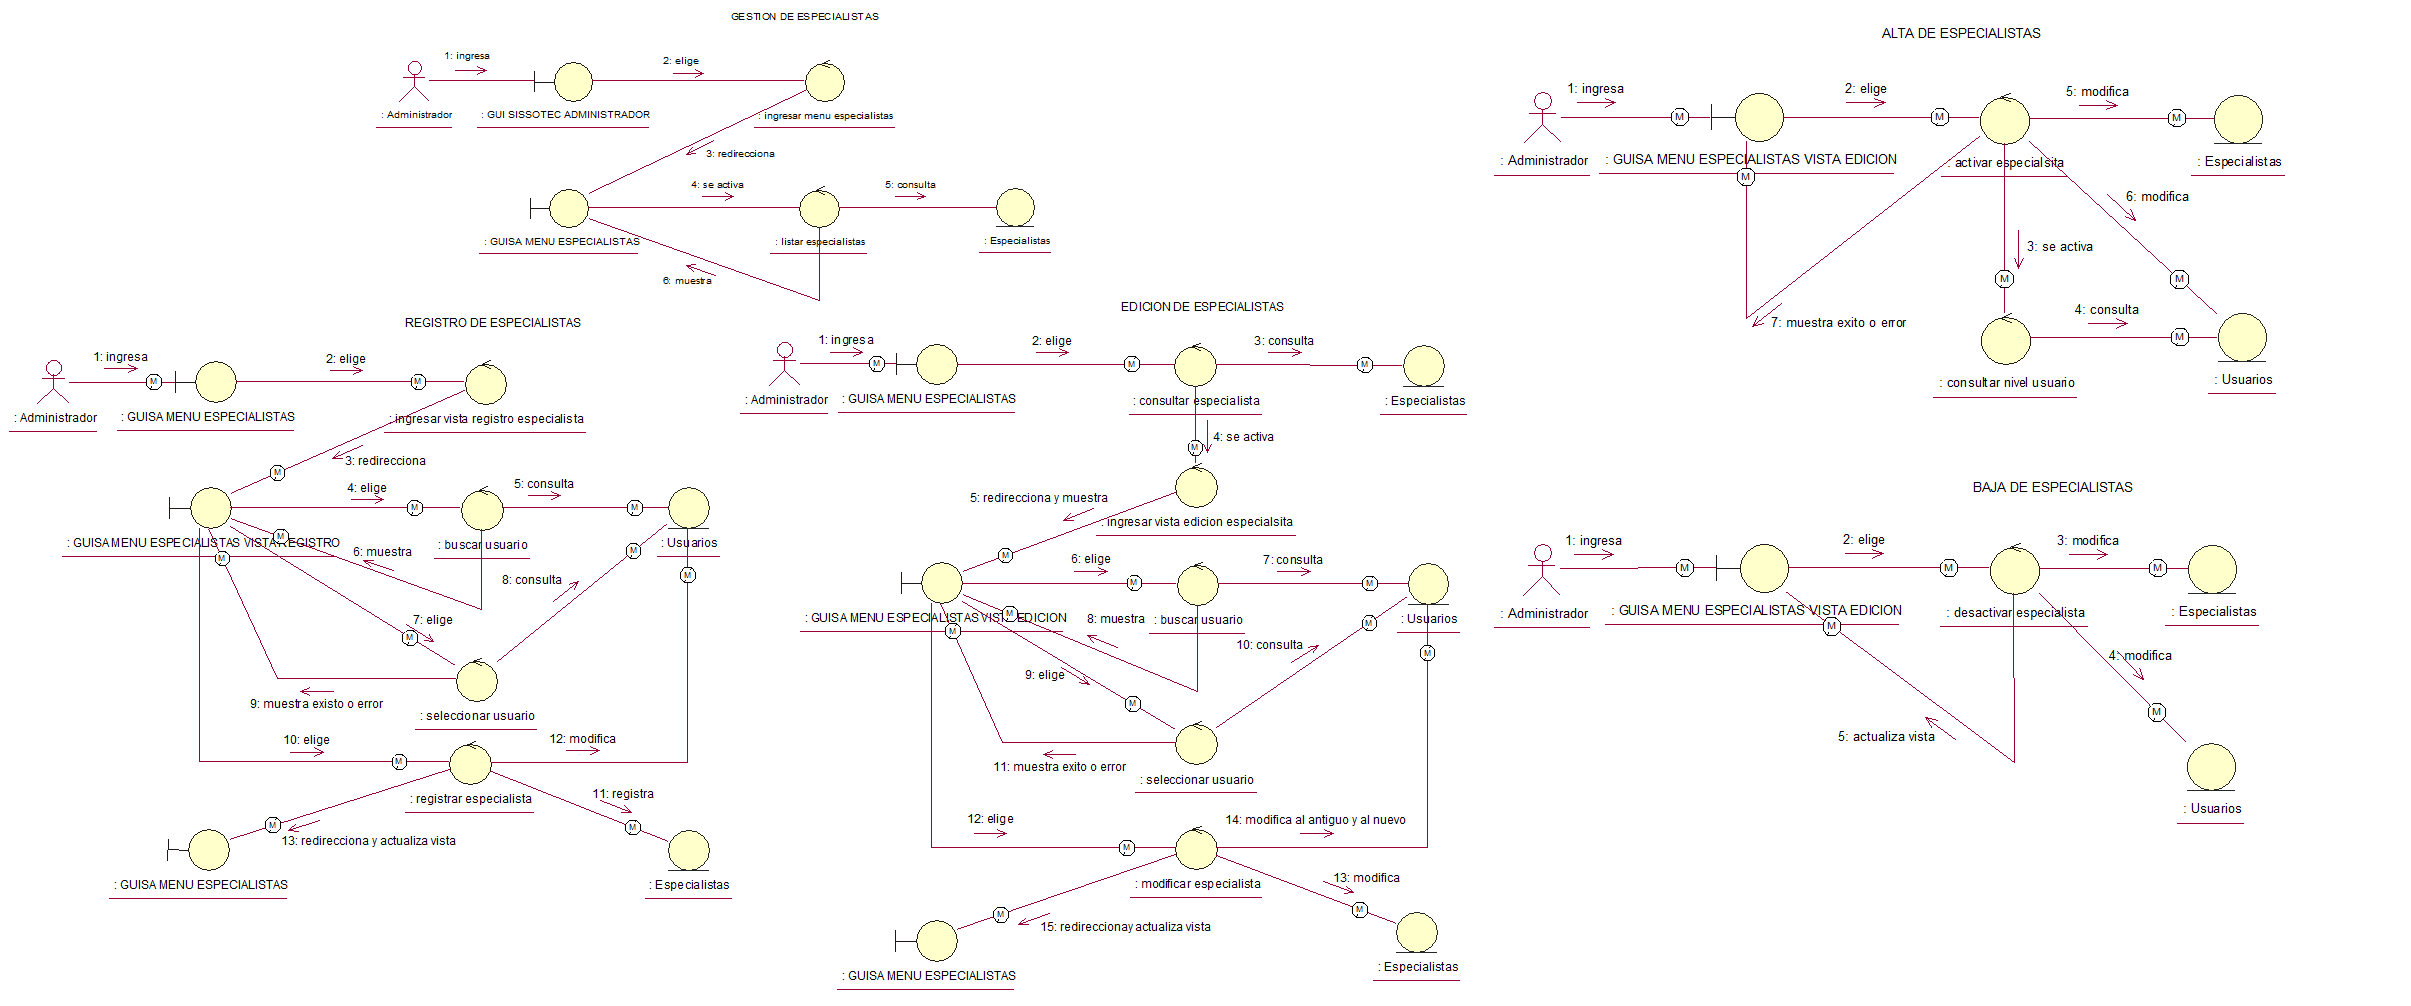 GESTION DE ESPECIALISTAS
1: ingresa
2: elige
: Administrador
: GUI SISSOTEC ADMINISTRADOR
: ingresar menu especialistas
3: redirecciona
4: se activa
5: consulta
: GUISA MENU ESPECIALISTAS
: listar especialistas
: Especialistas
6: muestra
REGISTRO DE ESPECIALISTAS
1: ingresa
2: elige
M
M
: Administrador
: GUISA MENU ESPECIALISTAS
: ingresar vista registro especialista
3: redirecciona
M
4: elige
5: consulta
M
M
: GUISA MENU ESPECIALISTAS VISTA REGISTRO
: buscar usuario
: Usuarios
M
6: muestra
M
M
8: consulta
M
7: elige
M
9: muestra existo o error
: seleccionar usuario
10: elige
12: modifica
M
: registrar especialista
11: registra
M
M
13: redirecciona y actualiza vista
: GUISA MENU ESPECIALISTAS
: Especialistas
EDICION DE ESPECIALISTAS
1: ingresa
2: elige
3: consulta
M
M
M
: Administrador
: GUISA MENU ESPECIALISTAS
: consultar especialista
: Especialistas
4: se activa
M
5: redirecciona y muestra
: ingresar vista edicion especialsita
M
6: elige
7: consulta
M
M
: GUISA MENU ESPECIALISTAS VISTA EDICION
: buscar usuario
: Usuarios
M
8: muestra
M
M
10: consulta
M
9: elige
M
11: muestra exito o error
: seleccionar usuario
12: elige
14: modifica al antiguo y al nuevo
M
: modificar especialista
13: modifica
M
M
15: redirecciona y actualiza vista
: GUISA MENU ESPECIALISTAS
: Especialistas
ALTA DE ESPECIALISTAS
1: ingresa
2: elige
5: modifica
M
M
M
: Administrador
: GUISA MENU ESPECIALISTAS VISTA EDICION
: activar especialsita
: Especialistas
M
6: modifica
3: se activa
M
M
7: muestra exito o error
4: consulta
M
: consultar nivel usuario
: Usuarios
BAJA DE ESPECIALISTAS
1: ingresa
2: elige
3: modifica
M
M
M
: Administrador
: GUISA MENU ESPECIALISTAS VISTA EDICION
: desactivar especialista
: Especialistas
M
4: modifica
M
5: actualiza vista
: Usuarios